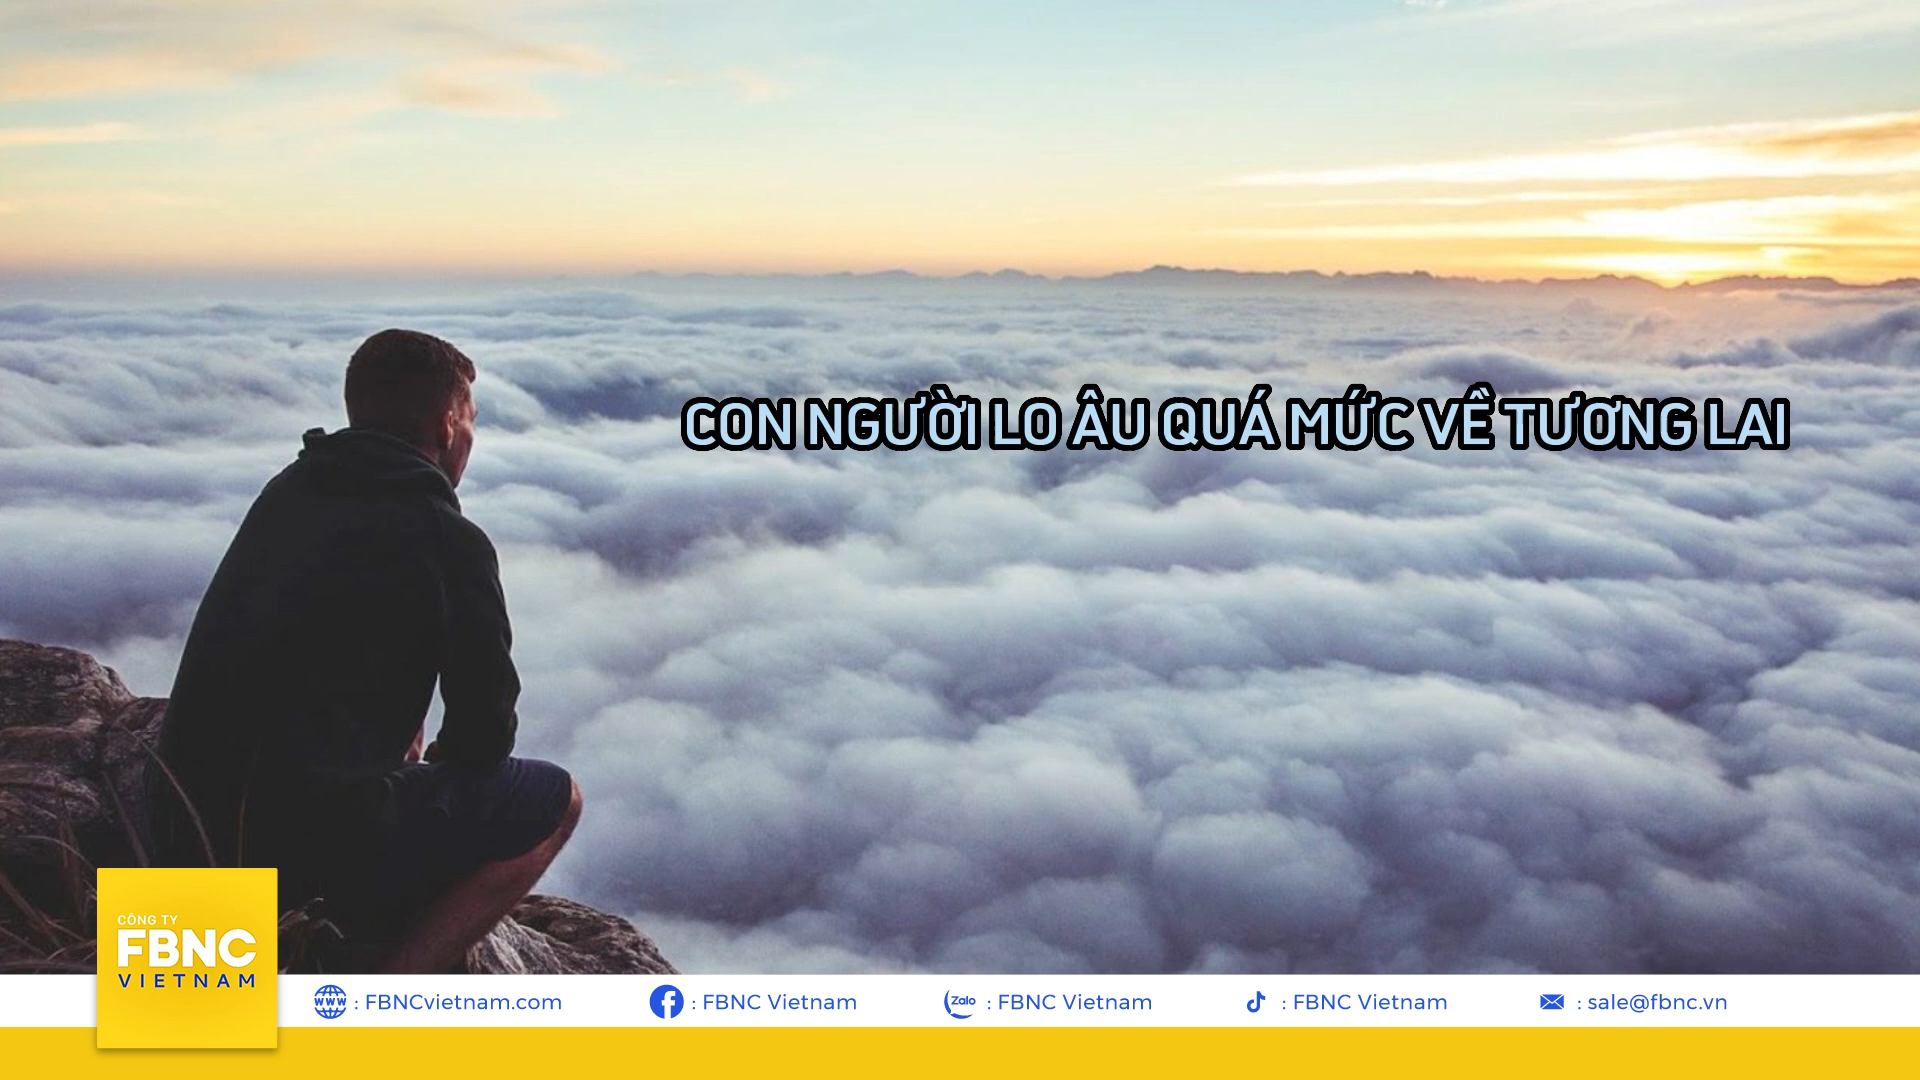 CON NGƯỜI LO ÂU QUÁ MỨC VỀ TƯƠNG LAI
CÔNG TY
FBNC
VIETNAM
www : FBNCvietnam.com
: FBNC Vietnam
Zalo : FBNC Vietnam
: FBNC Vietnam
: sale@fbnc.vn